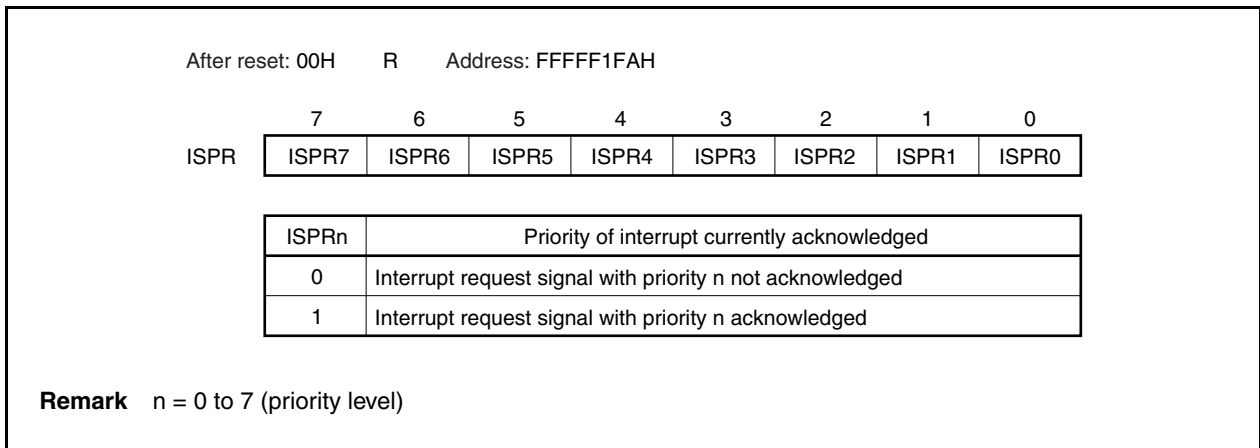 After reset: 00H R Address: FFFFF1FAH
7 6 5 4 3 2 1 0
ISPR ISPR7 ISPR6 ISPR5 ISPR4 ISPR3 ISPR2 ISPR1 ISPR0
ISPRn Priority of interrupt currently acknowledged
0 Interrupt request signal with priority n not acknowledged
1 Interrupt request signal with priority n acknowledged
Remark n = 0 to 7 (priority level)